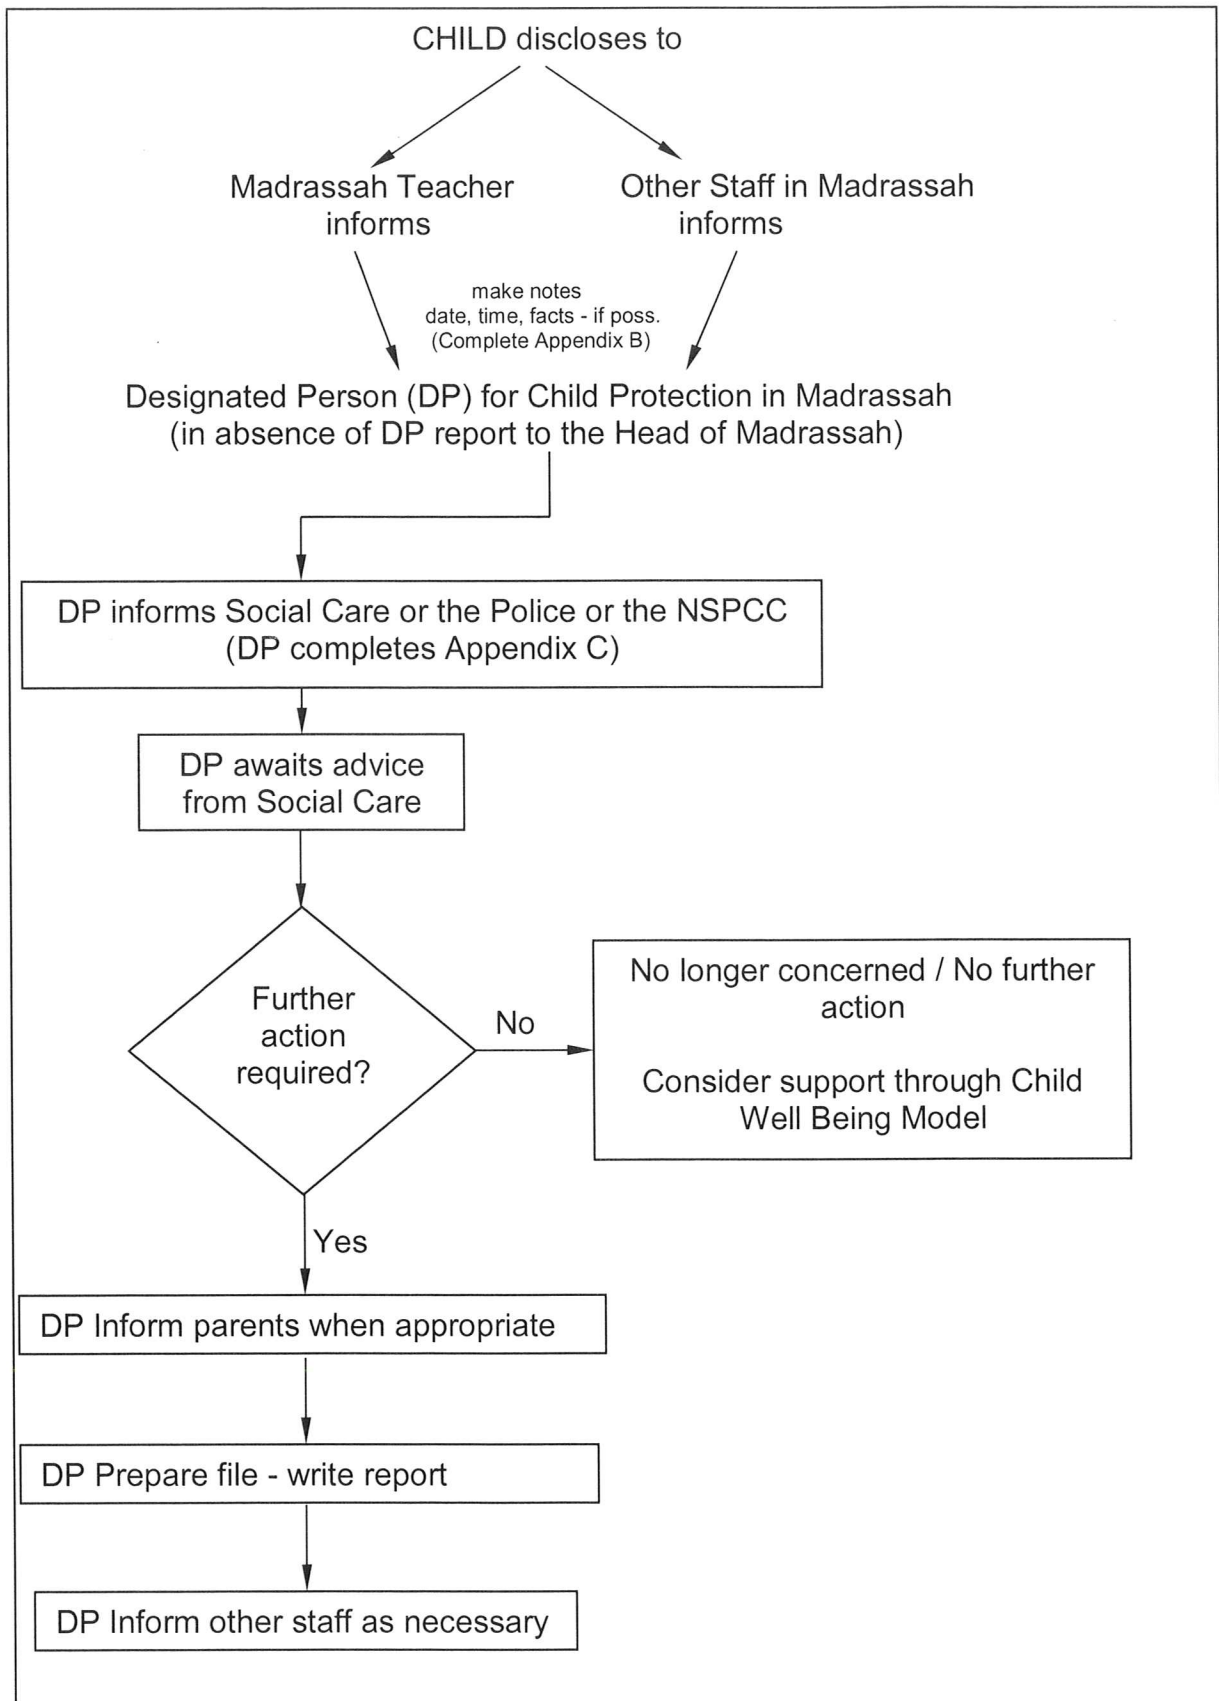 CHILD discloses to
Madrassah Teacher
informs
Other Staff in Madrassah
informs
make notes
date, time, facts - if poss.
(Complete Appendix B)
Designated Person (DP) for Child Protection in Madrassah
(in absence of DP report to the Head of Madrassah)
DP informs Social Care or the Police or the NSPCC
(DP completes Appendix C)
DP awaits advice
from Social Care
Further
action
required?
No
No longer concerned / No further
action
Consider support through Child
Well Being Model
Yes
DP Inform parents when appropriate
DP Prepare file - write report
DP Inform other staff as necessary